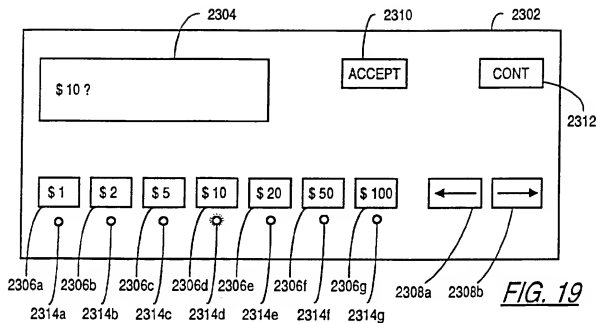 2304 2310 2302
ACCEPT CONT
$ 10 ?
2312
$ 1 $ 2 $ 5 $ 10 $ 20 $ 50 $ 100
2306a 2306b 2306c 2306d 2306e 2306f 2306g 2308a 2308b
2314a 2314b 2314c 2314d 2314e 2314f 2314g
FIG. 19